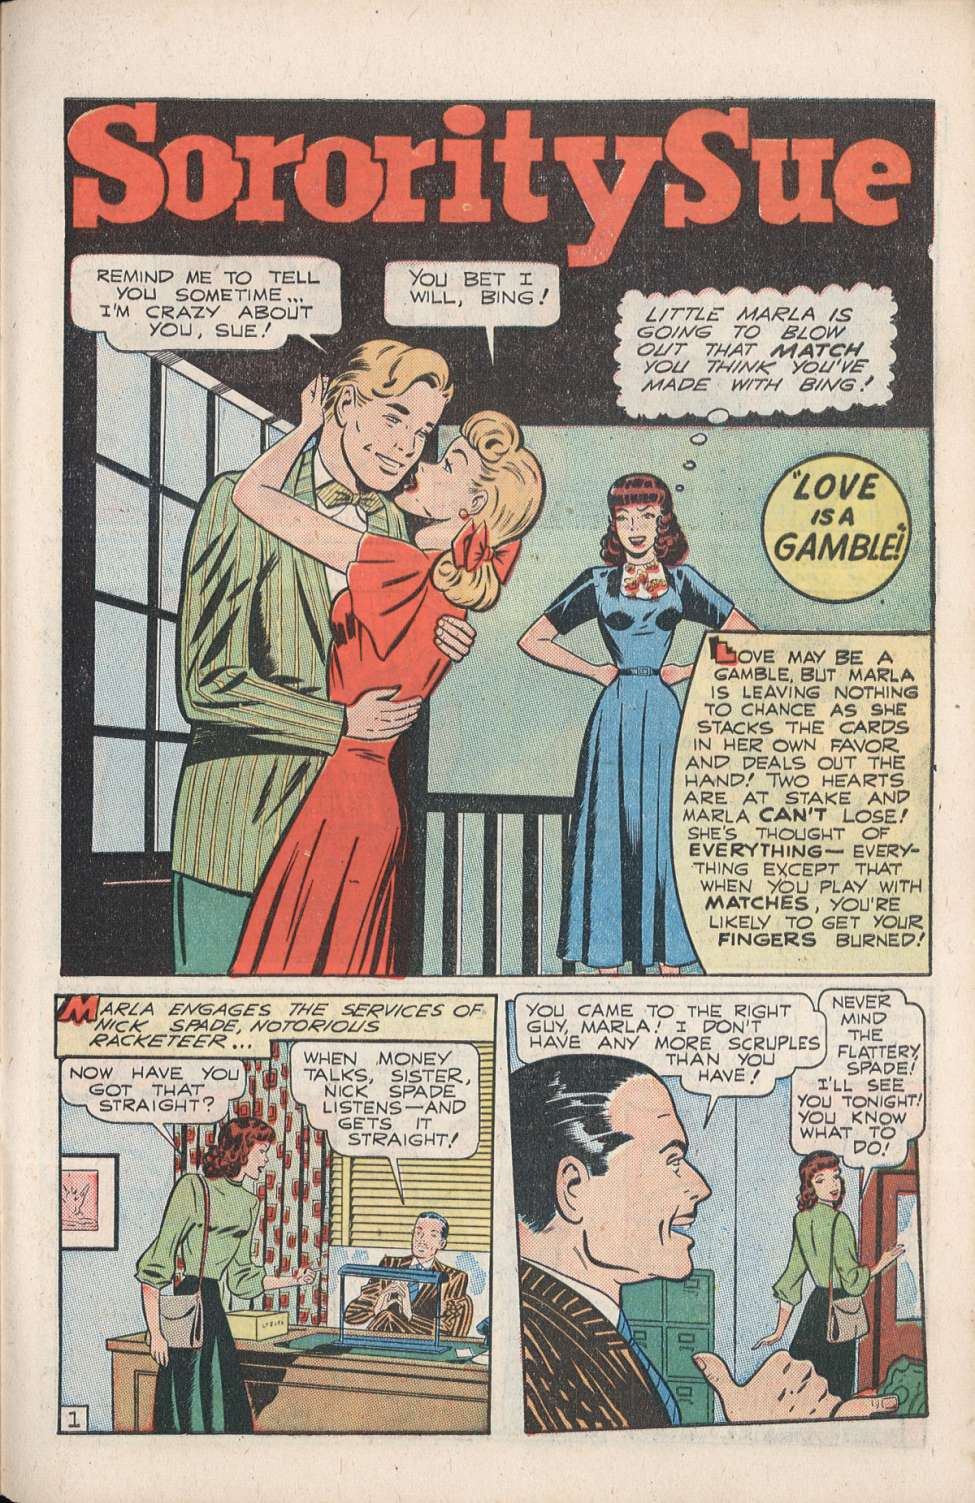 Sorority Sue
REMIND ME TO TELL
YOU SOMETIME...
I'M CRAZY ABOUT
YOU, SUE!
YOU BET I
WILL, BING!
LITTLE MARLA IS
GOING TO BLOW
OUT THAT MATCH
YOU THINK YOU'VE
MADE WITH BING!
"LOVE
IS A
GAMBLE!"
LOVE MAY BE A
GAMBLE, BUT MARLA
IS LEAVING NOTHING
TO CHANCE AS SHE
STACKS THE CARDS
IN HER OWN FAVOR
AND DEALS OUT THE
HAND! TWO HEARTS
ARE AT STAKE AND
MARLA CAN'T LOSE!
SHE'S THOUGHT OF
EVERYTHING—EVERY-
THING EXCEPT THAT
WHEN YOU PLAY WITH
MATCHES, YOU'RE
LIKELY TO GET YOUR
FINGERS BURNED!
MARLA ENGAGES THE SERVICES OF
NICK SPADE, NOTORIOUS
RACKETEER...
NOW HAVE YOU
GOT THAT
STRAIGHT?
WHEN MONEY
TALKS, SISTER,
NICK SPADE
LISTENS—AND
GETS IT
STRAIGHT!
1
YOU CAME TO THE RIGHT
GUY, MARLA! I DON'T
HAVE ANY MORE SCRUPLES
THAN YOU
HAVE!
NEVER
MIND
THE
FLATTERY,
SPADE!
I'LL SEE
YOU TONIGHT!
YOU KNOW
WHAT TO
DO!